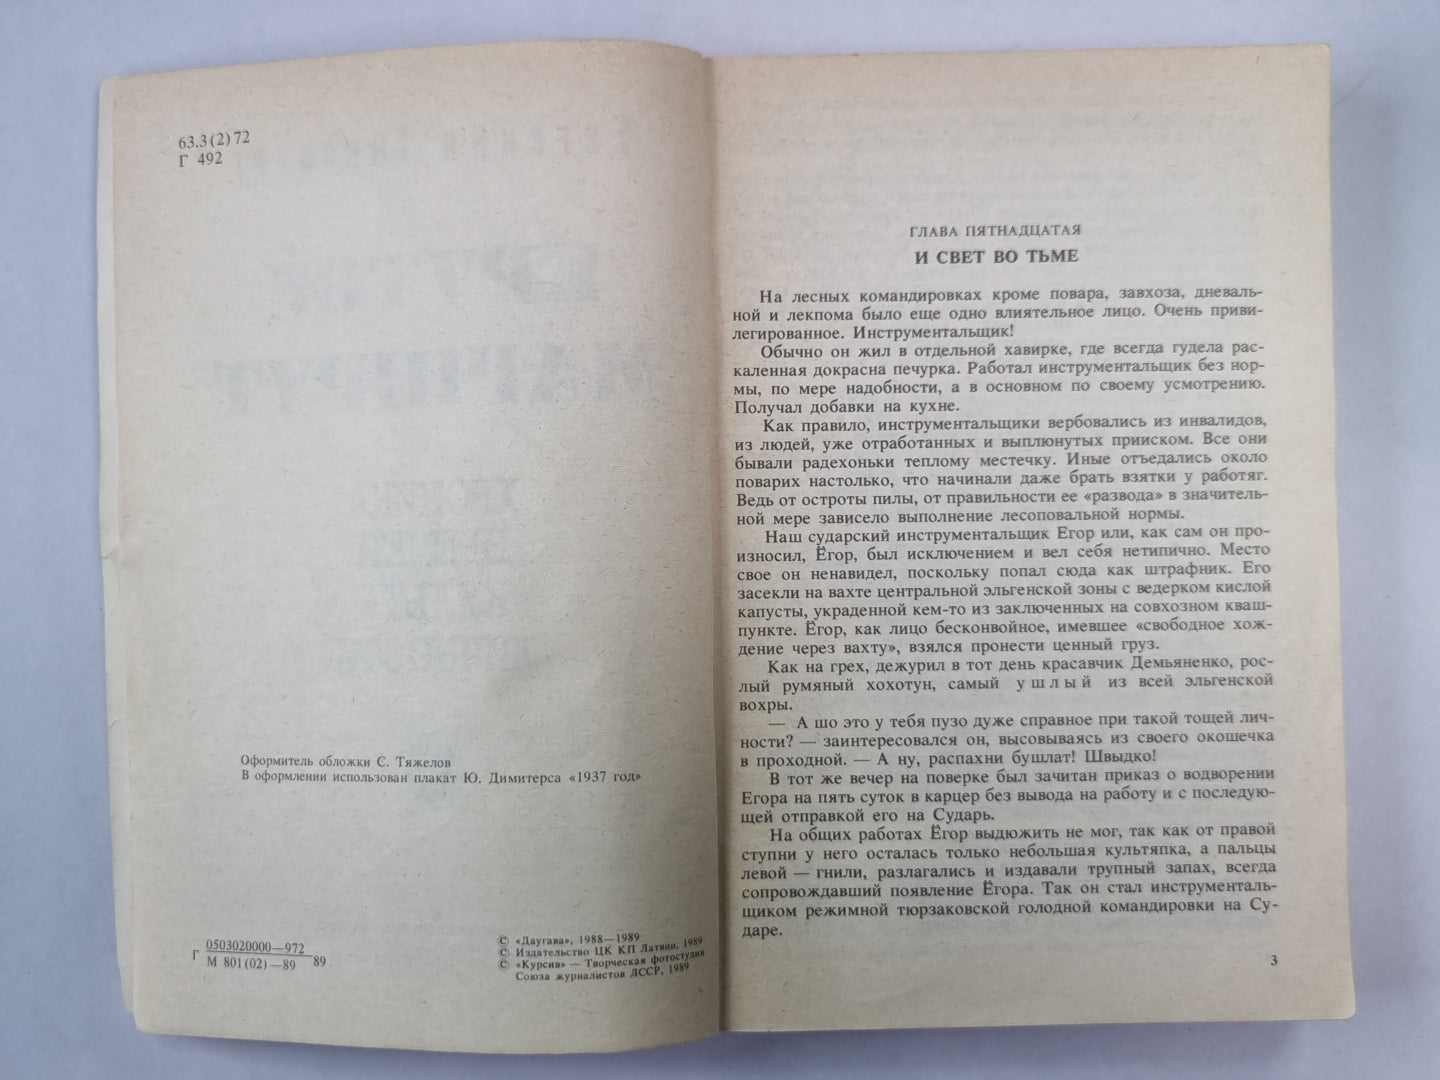 63.3(2)72
Г 492
Оформитель обложки С. Тяжелов
В оформлении использован плакат Ю. Димитерса «1937 год»
Г 0503020000—972 89
М 801(02)—89
© «Даугава», 1988—1989
© Издательство ЦК КП Латвии, 1989
© «Курсив» — Творческая фотостудия
Союза журналистов ЛССР, 1989
ГЛАВА ПЯТНАДЦАТАЯ
И СВЕТ ВО ТЬМЕ
На лесных командировках кроме повара, завхоза, дневаль-
ной и лекпома было еще одно влиятельное лицо. Очень приви-
легированное. Инструментальщик!
Обычно он жил в отдельной хавирке, где всегда гудела рас-
каленная докрасна печурка. Работал инструментальщик без нор-
мы, по мере надобности, а в основном по своему усмотрению.
Получал добавки на кухне.
Как правило, инструментальщики вербовались из инвалидов,
из людей, уже отработанных и выплюнутых прииском. Все они
бывали радехоньки теплому местечку. Иные отъедались около
поварих настолько, что начинали даже брать взятки у работяг.
Ведь от остроты пилы, от правильности ее «развода» в значитель-
ной мере зависело выполнение лесоповальной нормы.
Наш сударский инструментальщик Егор или, как сам он про-
износил, Ёгор, был исключением и вел себя нетипично. Место
свое он ненавидел, поскольку попал сюда как штрафник. Его
засекли на вахте центральной эльгенской зоны с ведерком кислой
капусты, украденной кем-то из заключенных на совхозном кваш-
пункте. Ёгор, как лицо бесконвойное, имевшее «свободное хож-
дение через вахту», взялся пронести ценный груз.
Как на грех, дежурил в тот день красавчик Демьяненко, рос-
лый румяный хохотун, самый ушлый из всей эльгенской
вохры.
— А шо это у тебя пузо дуже справное при такой тощей лич-
ности? — заинтересовался он, высовываясь из своего окошечка
в проходной. — А ну, распахни бушлат! Швыдко!
В тот же вечер на поверке был зачитан приказ о водворении
Егора на пять суток в карцер без вывода на работу и с последую-
щей отправкой его на Сударь.
На общих работах Ёгор выдюжить не мог, так как от правой
ступни у него осталась только небольшая культяпка, а пальцы
левой — гнили, разлагались и издавали трупный запах, всегда
сопровождавший появление Ёгора. Так он стал инструменталь-
щиком режимной тюрзаковской голодной командировки на Су-
даре.
3